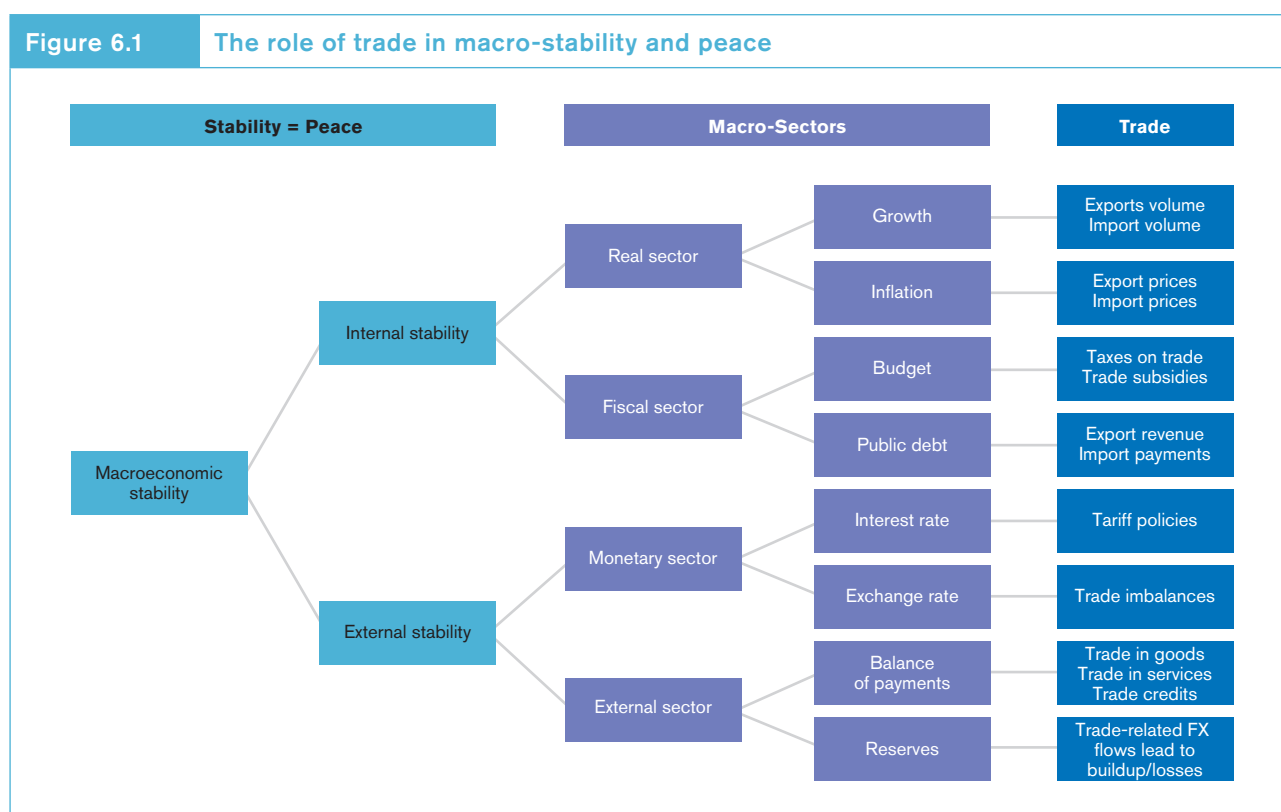 Figure 6.1
The role of trade in macro-stability and peace
Stability = Peace
Macro-Sectors
Trade
Macroeconomic
stability
Internal stability
External stability
Real sector
Fiscal sector
Monetary sector
External sector
Growth
Inflation
Budget
Public debt
Interest rate
Exchange rate
Balance
of payments
Reserves
Exports volume
Import volume
Export prices
Import prices
Taxes on trade
Trade subsidies
Export revenue
Import payments
Tariff policies
Trade imbalances
Trade in goods
Trade in services
Trade credits
Trade-related FX
flows lead to
buildup/losses